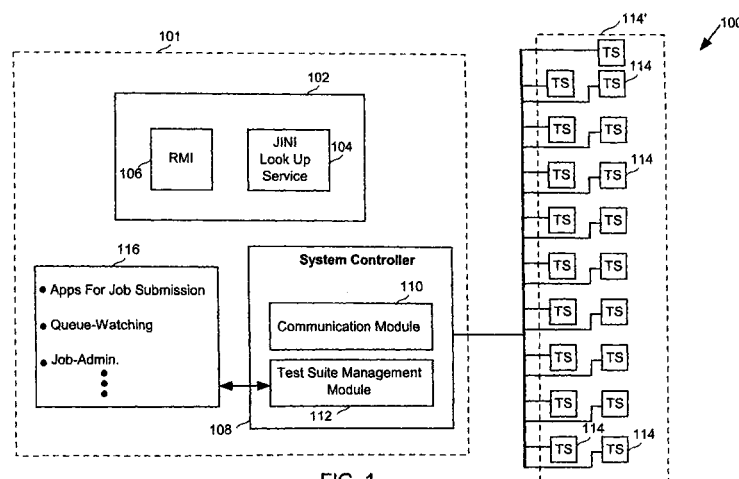 101
114'
100
TS
102
TS TS 114
106
RMI
JINI
Look Up
Service
104
TS TS
TS TS 114
TS TS
116
System Controller
TS TS
Apps For Job Submission
110
Communication Module
TS TS
Queue-Watching
Job-Admin.
Test Suite Management
Module
TS TS
108
112
TS TS
TS 114 TS 114
FIG. 1